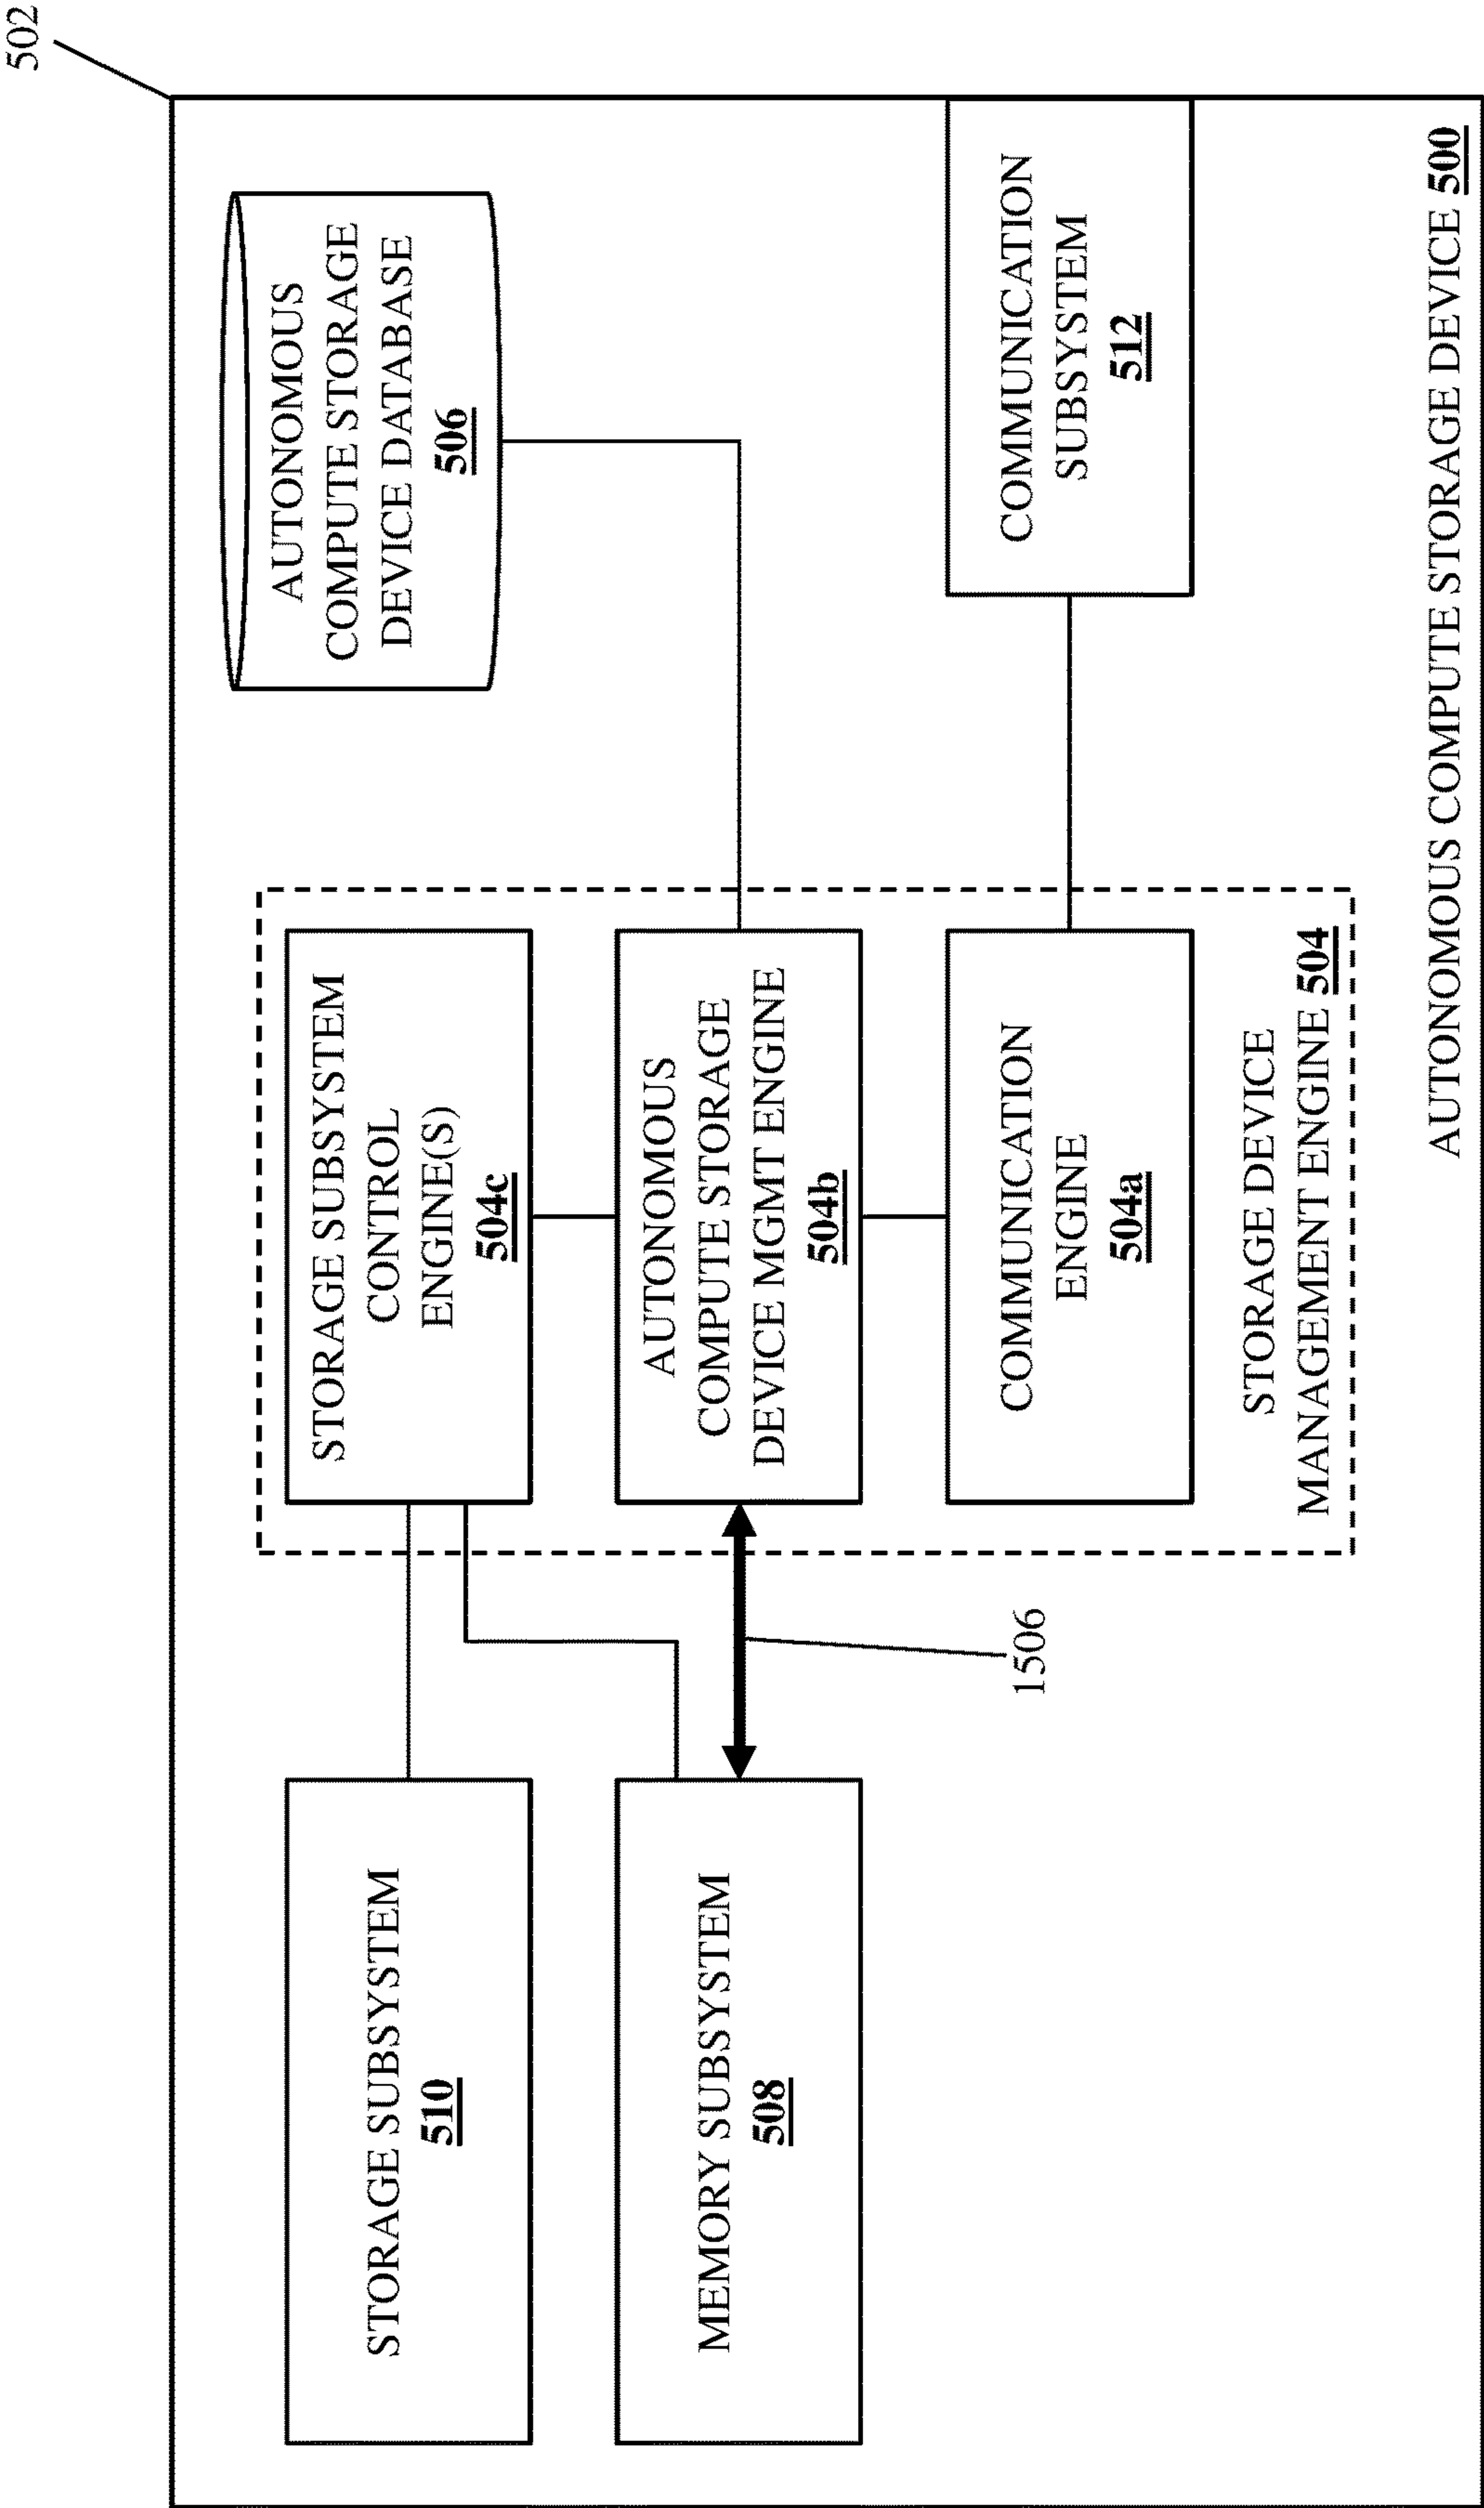 502
AUTONOMOUS
COMPUTE STORAGE
DEVICE DATABASE
506
STORAGE SUBSYSTEM
510
STORAGE SUBSYSTEM
CONTROL
ENGINE(S)
504c
MEMORY SUBSYSTEM
508
AUTONOMOUS
COMPUTE STORAGE
DEVICE MGMT ENGINE
504b
1506
COMMUNICATION
ENGINE
504a
COMMUNICATION
SUBSYSTEM
512
STORAGE DEVICE
MANAGEMENT ENGINE 504
AUTONOMOUS COMPUTE STORAGE DEVICE 500